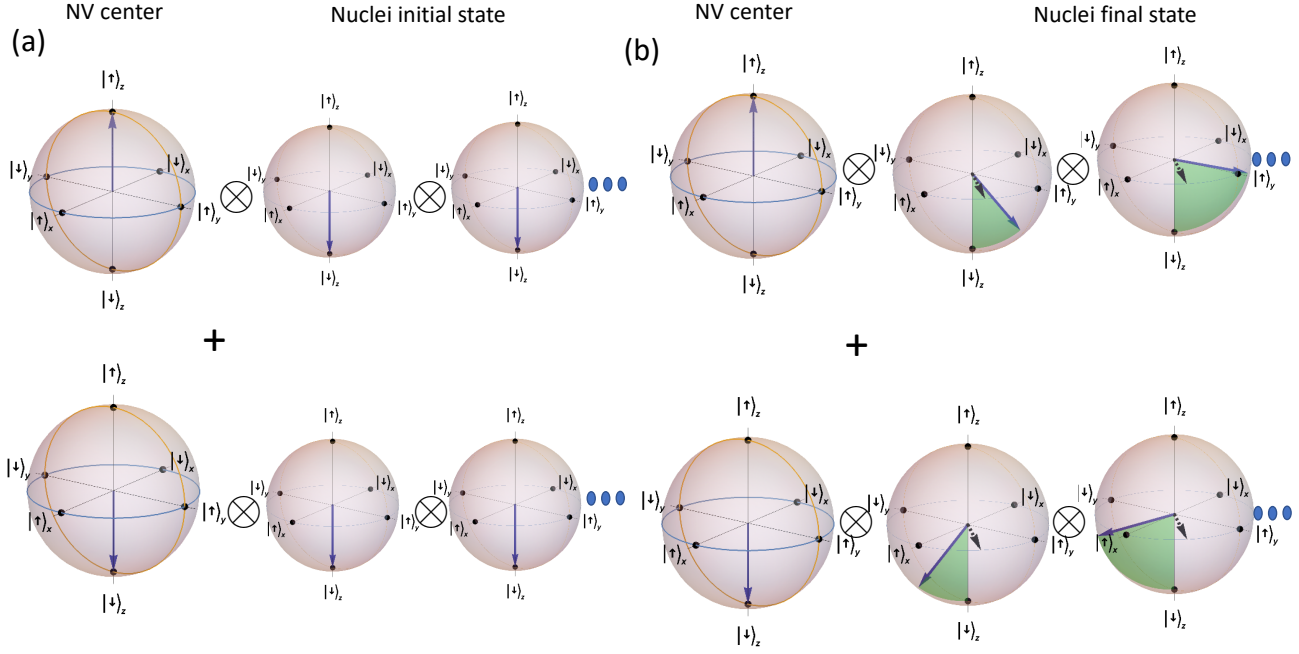 NV center
Nuclei initial state
(a)
|↑⟩z
|↓⟩y
|↓⟩x
|↑⟩x
|↑⟩y
|↓⟩z
|↑⟩z
|↓⟩y
|↓⟩x
|↑⟩x
|↑⟩y
|↓⟩z
|↑⟩z
|↓⟩y
|↓⟩x
|↑⟩x
|↑⟩y
|↓⟩z
+
|↑⟩z
|↓⟩y
|↓⟩x
|↑⟩x
|↑⟩y
|↓⟩z
|↑⟩z
|↓⟩y
|↓⟩x
|↑⟩x
|↑⟩y
|↓⟩z
|↑⟩z
|↓⟩y
|↓⟩x
|↑⟩x
|↑⟩y
|↓⟩z
NV center
Nuclei final state
(b)
|↑⟩z
|↓⟩y
|↓⟩x
|↑⟩x
|↑⟩y
|↓⟩z
|↑⟩z
|↓⟩y
|↓⟩x
|↑⟩x
|↑⟩y
|↓⟩z
|↑⟩z
|↓⟩y
|↓⟩x
|↑⟩x
|↑⟩y
|↓⟩z
+
|↑⟩z
|↓⟩y
|↓⟩x
|↑⟩x
|↑⟩y
|↓⟩z
|↑⟩z
|↓⟩y
|↓⟩x
|↑⟩x
|↑⟩y
|↓⟩z
|↑⟩z
|↓⟩y
|↓⟩x
|↑⟩x
|↑⟩y
|↓⟩z